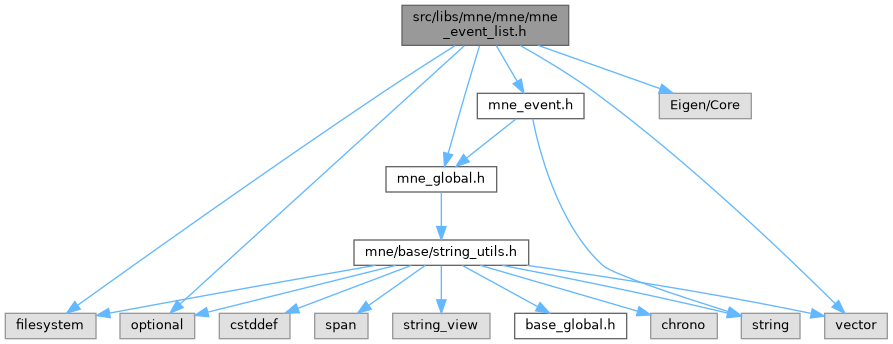 src/libs/mne/mne/mne
_event_list.h
mne_event.h
Eigen/Core
mne_global.h
mne/base/string_utils.h
filesystem
optional
cstddef
span
string_view
base_global.h
chrono
string
vector